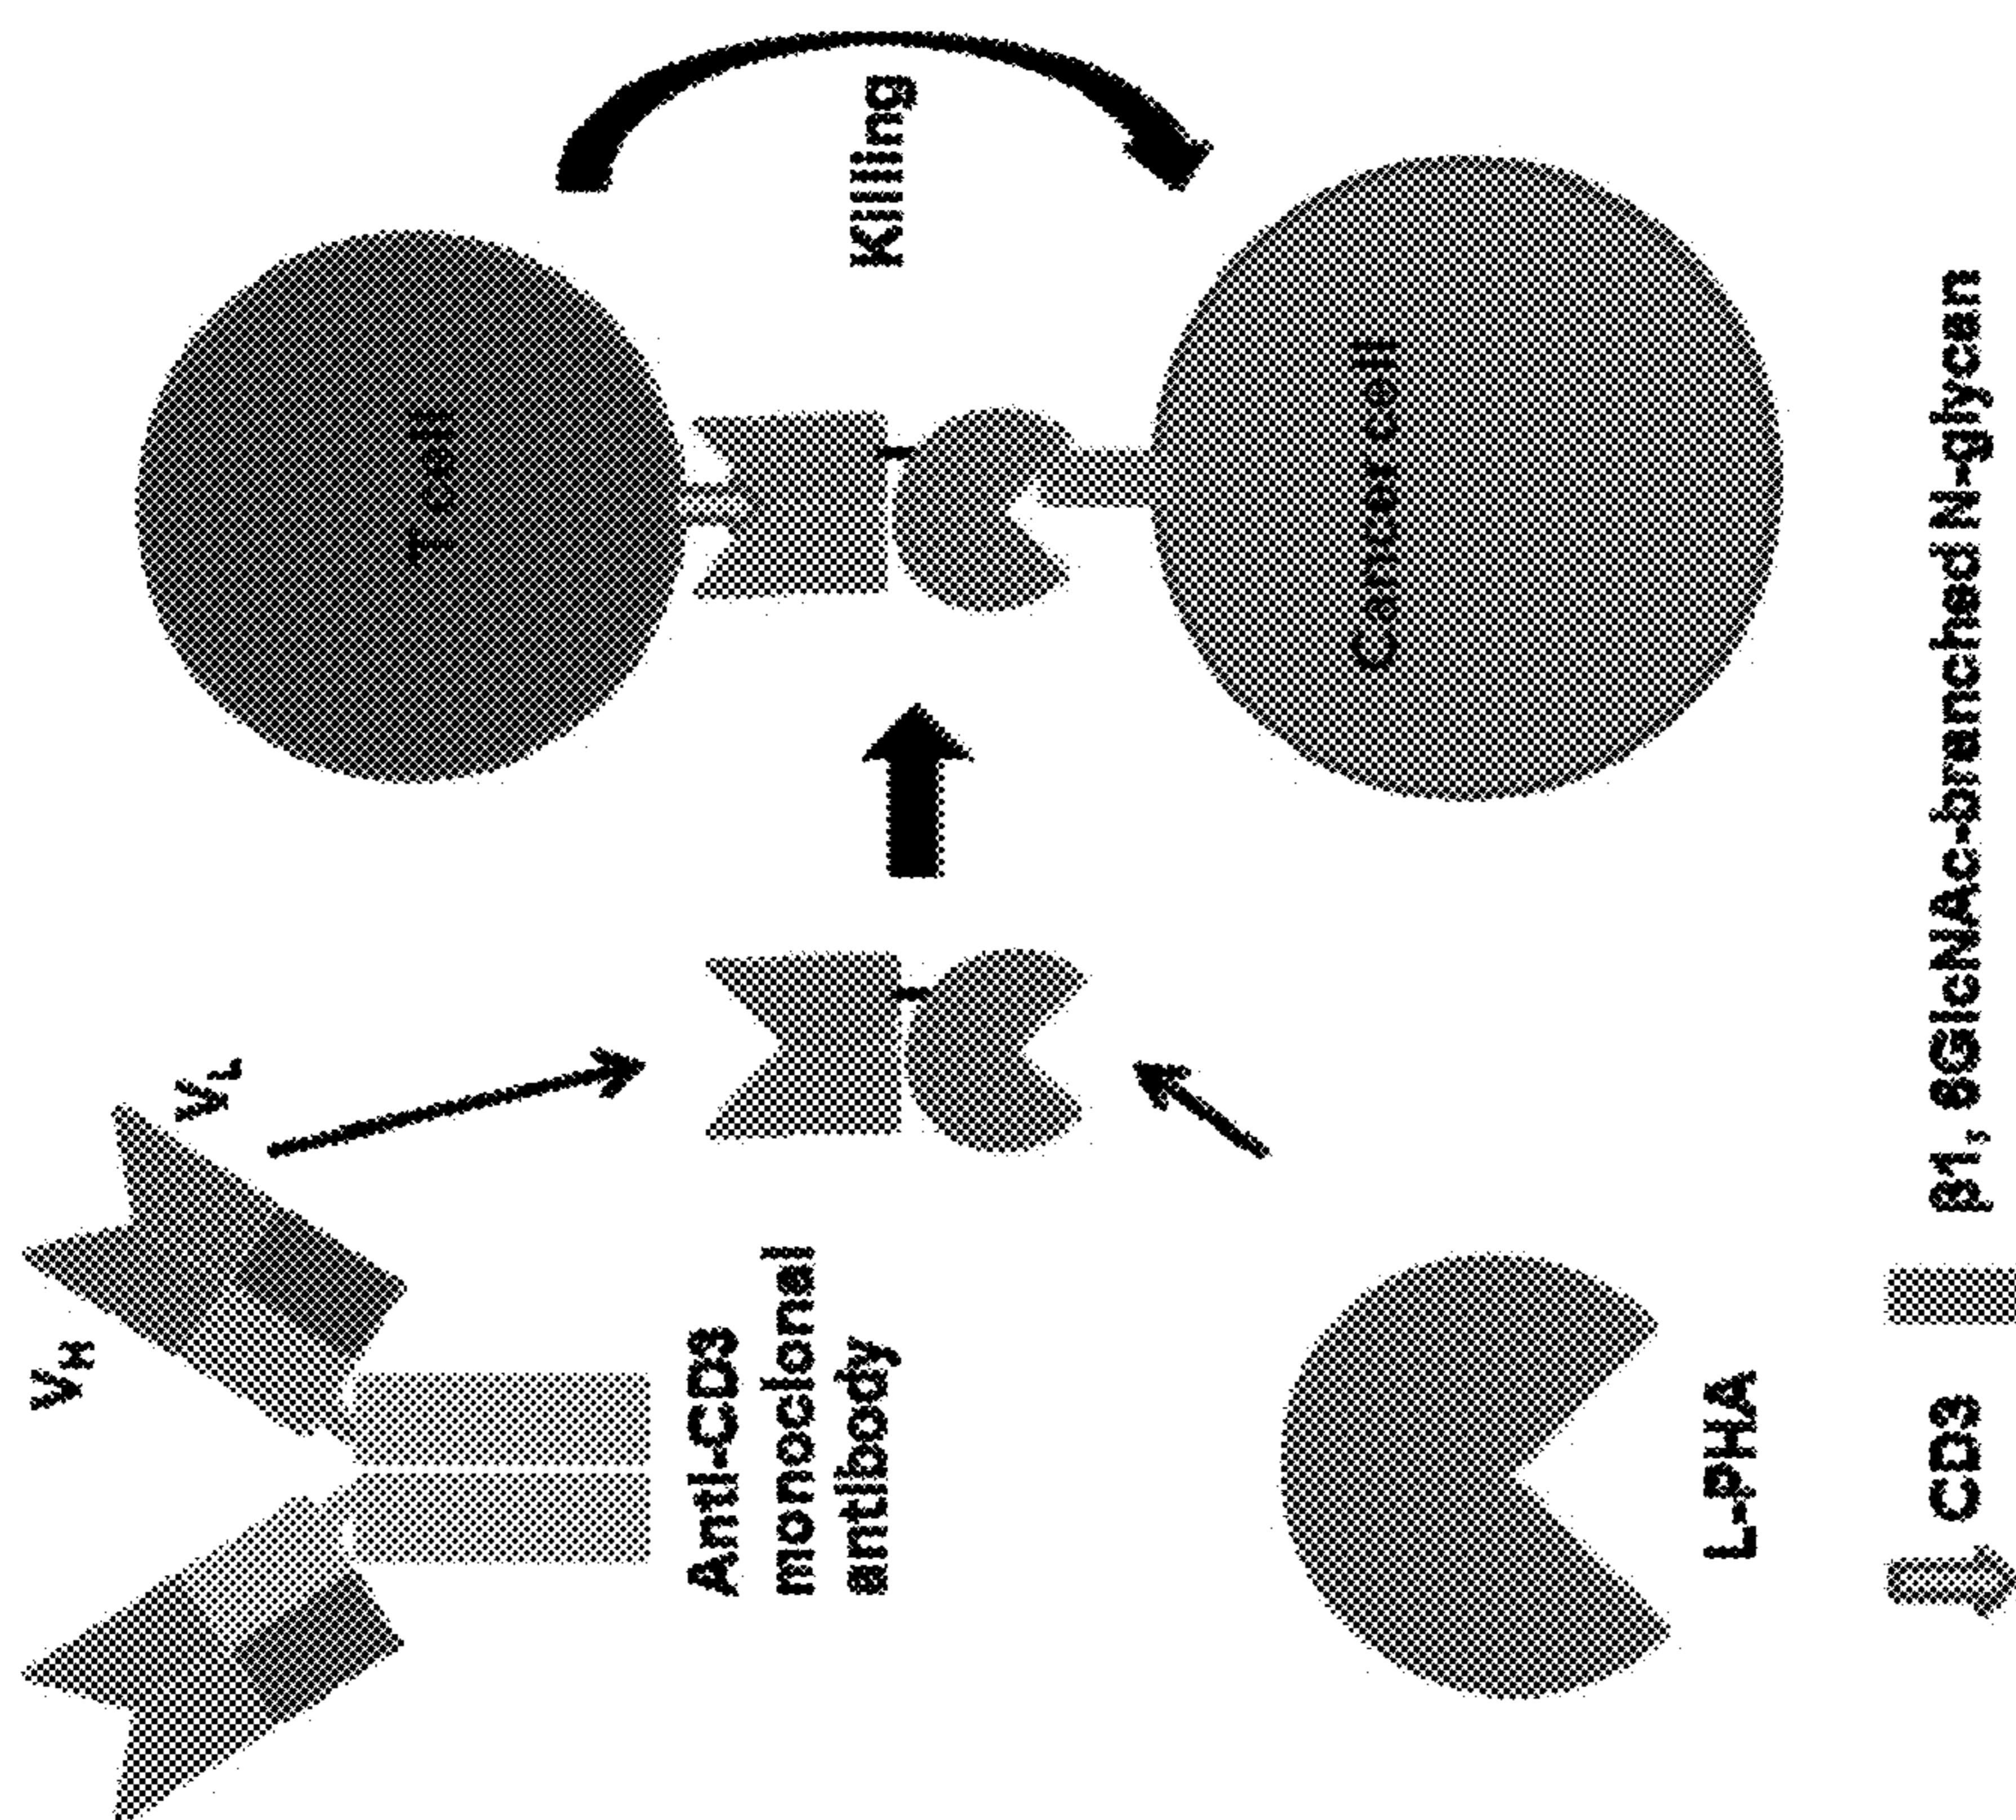 VH
VL
T cell
Anti-CD3
monoclonal
antibody
Killing
Cancer cell
L-PHA
CD3
β1, 6GlcNAc-branched N-glycan